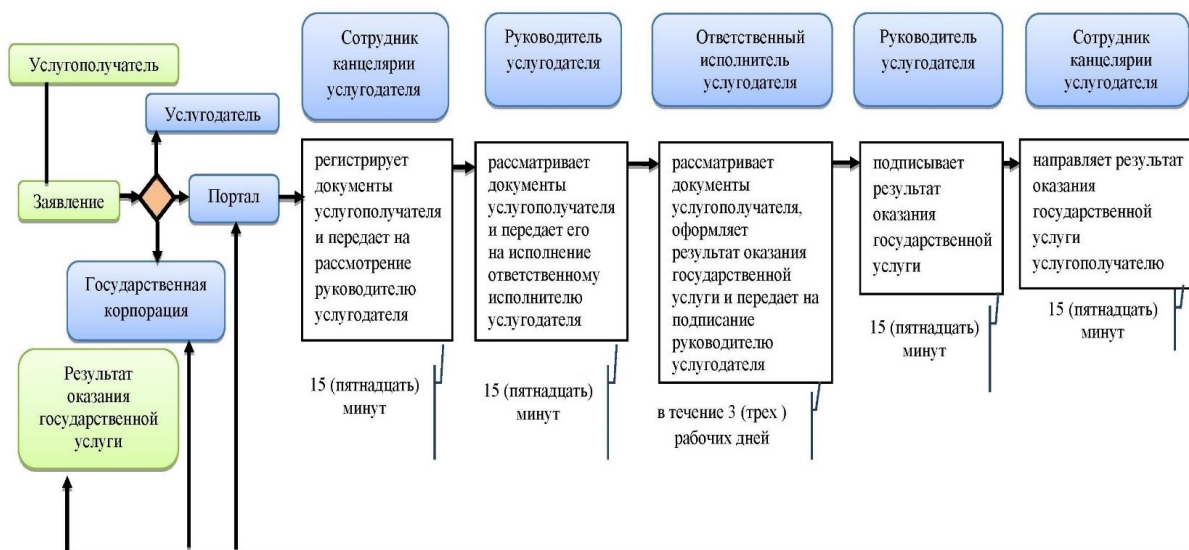 Услугополучатель
Заявление
Услугодатель
Портал
Государственная
корпорация
Результат
оказания
государственной
услуги
Сотрудник
канцелярии
услугодателя
регистрирует
документы
услугополучателя
и передает на
рассмотрение
руководителю
услугодателя
15 (пятнадцать)
минут
Руководитель
услугодателя
рассматривает
документы
услугополучателя
и передает его
на исполнение
ответственному
исполнителю
услугодателя
15 (пятнадцать)
минут
Ответственный
исполнитель
услугодателя
рассматривает
документы
услугополучателя,
оформляет
результат оказания
государственной
услуги и передает на
подписание
руководителю
услугодателя
в течение 3 (трех )
рабочих дней
Руководитель
услугодателя
подписывает
результат
оказания
государственной
услуги
15 (пятнадцать)
минут
Сотрудник
канцелярии
услугодателя
направляет результат
оказания
государственной
услуги
услугополучателю
15 (пятнадцать)
минут